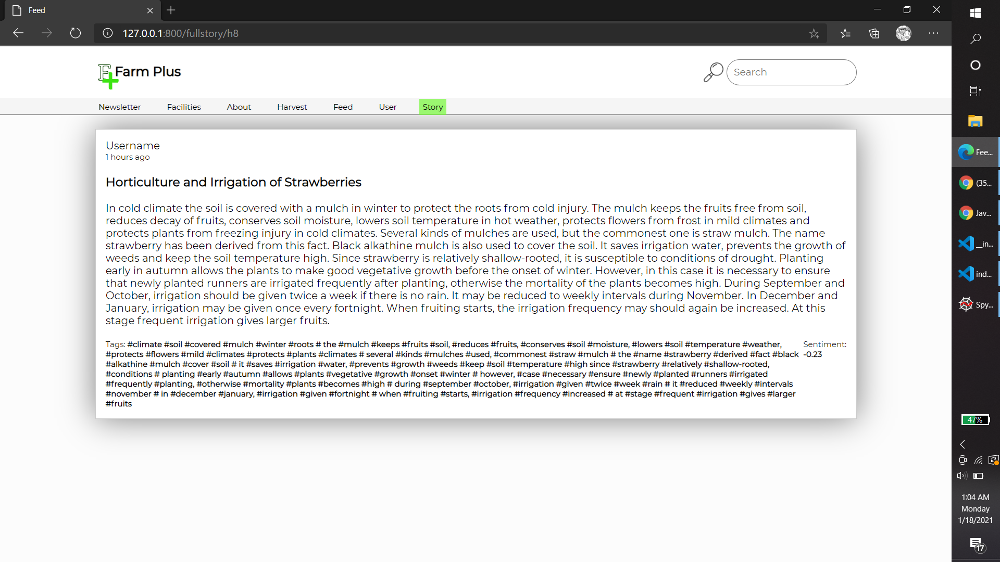 Feed
127.0.0.1:800/fullstory/h8
F
Farm Plus
Search
Newsletter Facilities About Harvest Feed User Story
Username
1 hours ago
Horticulture and Irrigation of Strawberries
In cold climate the soil is covered with a mulch in winter to protect the roots from cold injury. The mulch keeps the fruits free from soil,
reduces decay of fruits, conserves soil moisture, lowers soil temperature in hot weather, protects flowers from frost in mild climates and
protects plants from freezing injury in cold climates. Several kinds of mulches are used, but the commonest one is straw mulch. The name
strawberry has been derived from this fact. Black alkathine mulch is also used to cover the soil. It saves irrigation water, prevents the growth of
weeds and keep the soil temperature high. Since strawberry is relatively shallow-rooted, it is susceptible to conditions of drought. Planting
early in autumn allows the plants to make good vegetative growth before the onset of winter. However, in this case it is necessary to ensure
that newly planted runners are irrigated frequently after planting, otherwise the mortality of the plants becomes high. During September and
October, irrigation should be given twice a week if there is no rain. It may be reduced to weekly intervals during November. In December and
January, irrigation may be given once every fortnight. When fruiting starts, the irrigation frequency may should again be increased. At this
stage frequent irrigation gives larger fruits.
Tags: #climate #soil #covered #mulch #winter #roots # the #mulch #keeps #fruits #soil, #reduces #fruits, #conserves #soil #moisture, #lowers #soil #temperature #weather,
#protects #flowers #mild #climates #protects #plants #climates # several #kinds #mulches #used, #commonest #straw #mulch # the #name #strawberry #derived #fact #black
#alkathine #mulch #cover #soil # it #saves #irrigation #water, #prevents #growth #weeds #keep #soil #temperature #high since #strawberry #relatively #shallow-rooted,
#conditions # planting #early #autumn #allows #plants #vegetative #growth #onset #winter # however, #case #necessary #ensure #newly #planted #runners #irrigated
#frequently #planting, #otherwise #mortality #plants #becomes #high # during #september #october, #irrigation #given #twice #week #rain # it #reduced #weekly #intervals
#november # in #december #january, #irrigation #given #fortnight # when #fruiting #starts, #irrigation #frequency #increased # at #stage #frequent #irrigation #gives #larger
#fruits
Sentiment:
-0.23
Fee...
(35...
Jav...
__in...
ind...
Spy...
47%
1:04 AM
Monday
1/18/2021
17